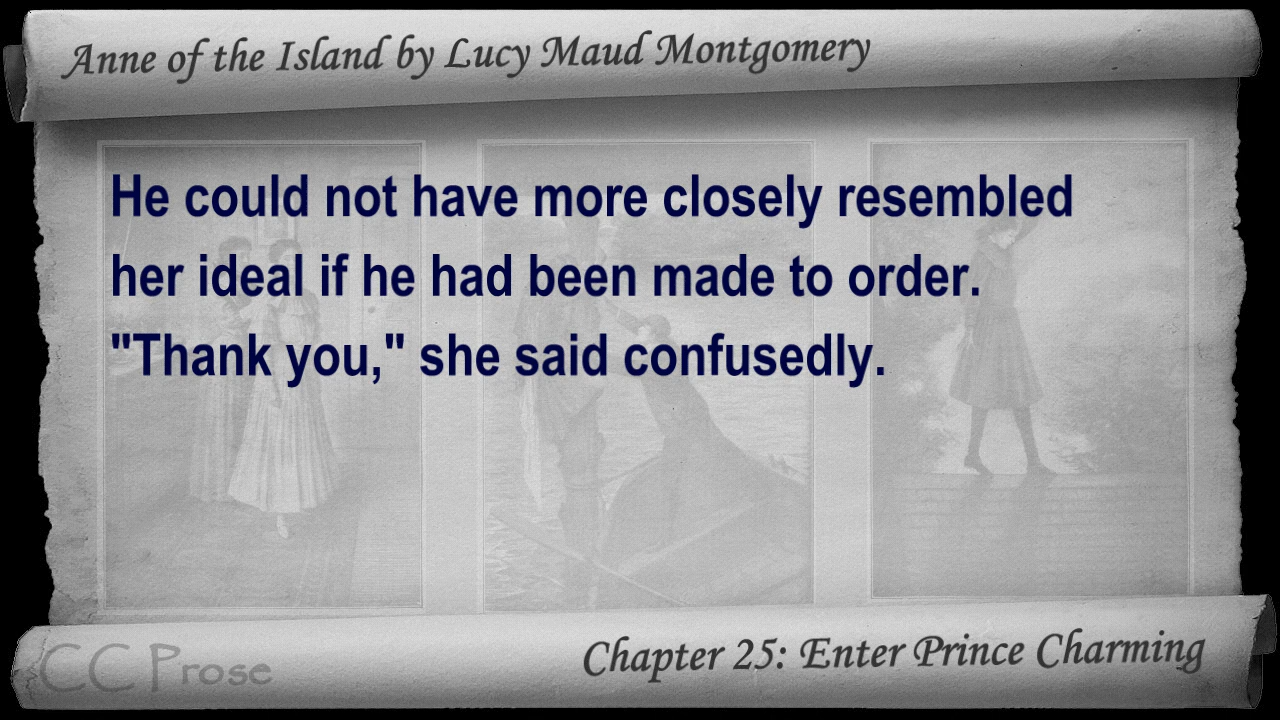 Anne of the Island by Lucy Maud Montgomery
He could not have more closely resembled
her ideal if he had been made to order.
"Thank you," she said confusedly.
CC Prose
Chapter 25: Enter Prince Charming